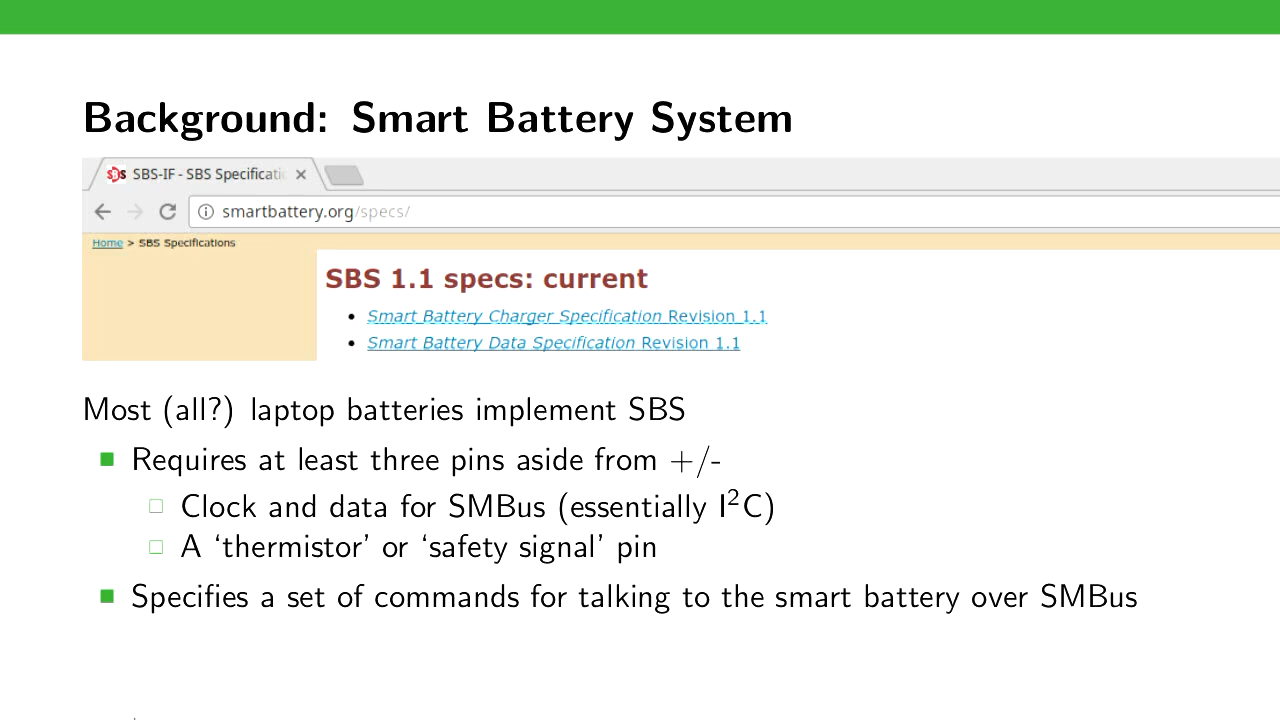 Background: Smart Battery System
SBS SBS-IF - SBS Specificati
smartbattery.org/specs/
Home > SBS Specifications
SBS 1.1 specs: current
• Smart Battery Charger Specification Revision 1.1
• Smart Battery Data Specification Revision 1.1
Most (all?) laptop batteries implement SBS
Requires at least three pins aside from +/-
Clock and data for SMBus (essentially I²C)
A ‘thermistor’ or ‘safety signal’ pin
Specifies a set of commands for talking to the smart battery over SMBus